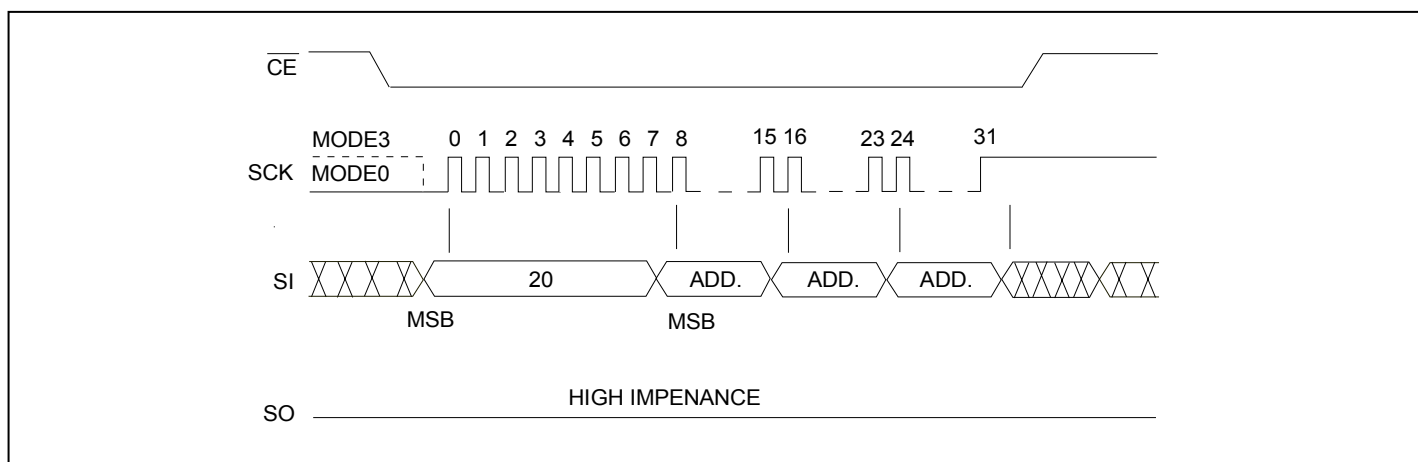 CE
MODE3
0 1 2 3 4 5 6 7 8 15 16 23 24 31
SCK
MODE0
SI
20
ADD.
ADD.
ADD.
MSB
MSB
HIGH IMPENANCE
SO